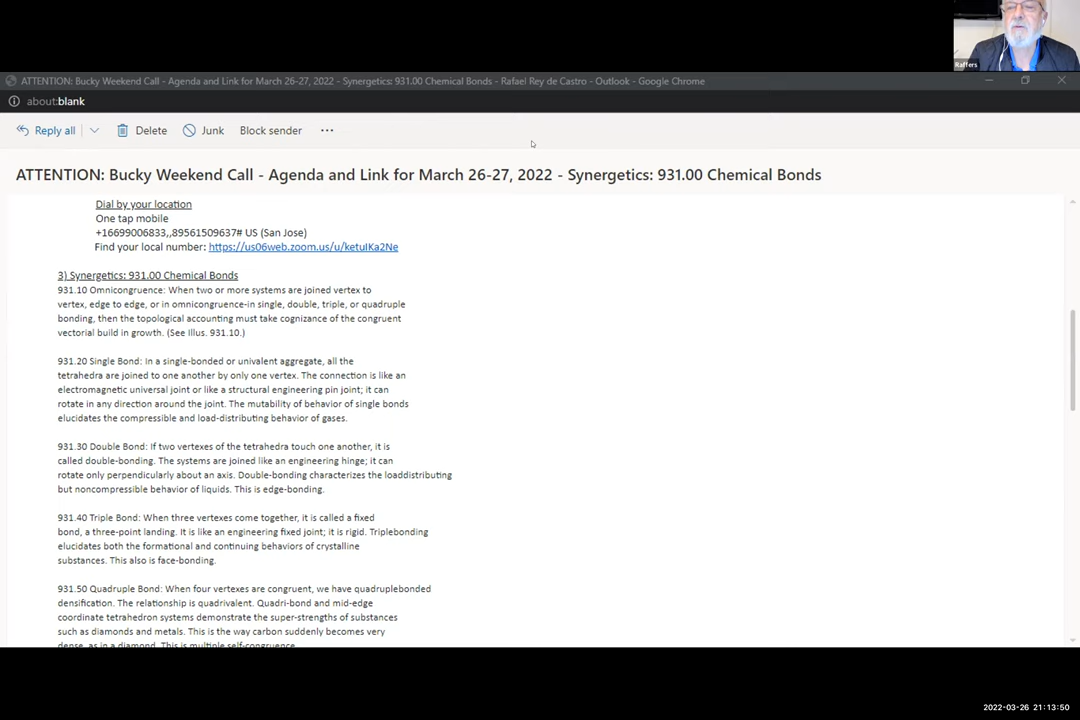 Raffers
ATTENTION: Bucky Weekend Call - Agenda and Link for March 26-27, 2022 - Synergetics: 931.00 Chemical Bonds - Rafael Rey de Castro - Outlook - Google Chrome
about:blank
Reply all
Delete
Junk
Block sender
ATTENTION: Bucky Weekend Call - Agenda and Link for March 26-27, 2022 - Synergetics: 931.00 Chemical Bonds
Dial by your location
One tap mobile
+16699006833,,89561509637# US (San Jose)
Find your local number: https://us06web.zoom.us/u/ketuIKa2Ne
3) Synergetics: 931.00 Chemical Bonds
931.10 Omnicongruence: When two or more systems are joined vertex to
vertex, edge to edge, or in omnicongruence-in single, double, triple, or quadruple
bonding, then the topological accounting must take cognizance of the congruent
vectorial build in growth. (See Illus. 931.10.)
931.20 Single Bond: In a single-bonded or univalent aggregate, all the
tetrahedra are joined to one another by only one vertex. The connection is like an
electromagnetic universal joint or like a structural engineering pin joint; it can
rotate in any direction around the joint. The mutability of behavior of single bonds
elucidates the compressible and load-distributing behavior of gases.
931.30 Double Bond: If two vertexes of the tetrahedra touch one another, it is
called double-bonding. The systems are joined like an engineering hinge; it can
rotate only perpendicularly about an axis. Double-bonding characterizes the loaddistributing
but noncompressible behavior of liquids. This is edge-bonding.
931.40 Triple Bond: When three vertexes come together, it is called a fixed
bond, a three-point landing. It is like an engineering fixed joint; it is rigid. Triplebonding
elucidates both the formational and continuing behaviors of crystalline
substances. This also is face-bonding.
931.50 Quadruple Bond: When four vertexes are congruent, we have quadruplebonded
densification. The relationship is quadrivalent. Quadri-bond and mid-edge
coordinate tetrahedron systems demonstrate the super-strengths of substances
such as diamonds and metals. This is the way carbon suddenly becomes very
dense, as in a diamond. This is multiple self-congruence.
2022-03-26 21:13:50